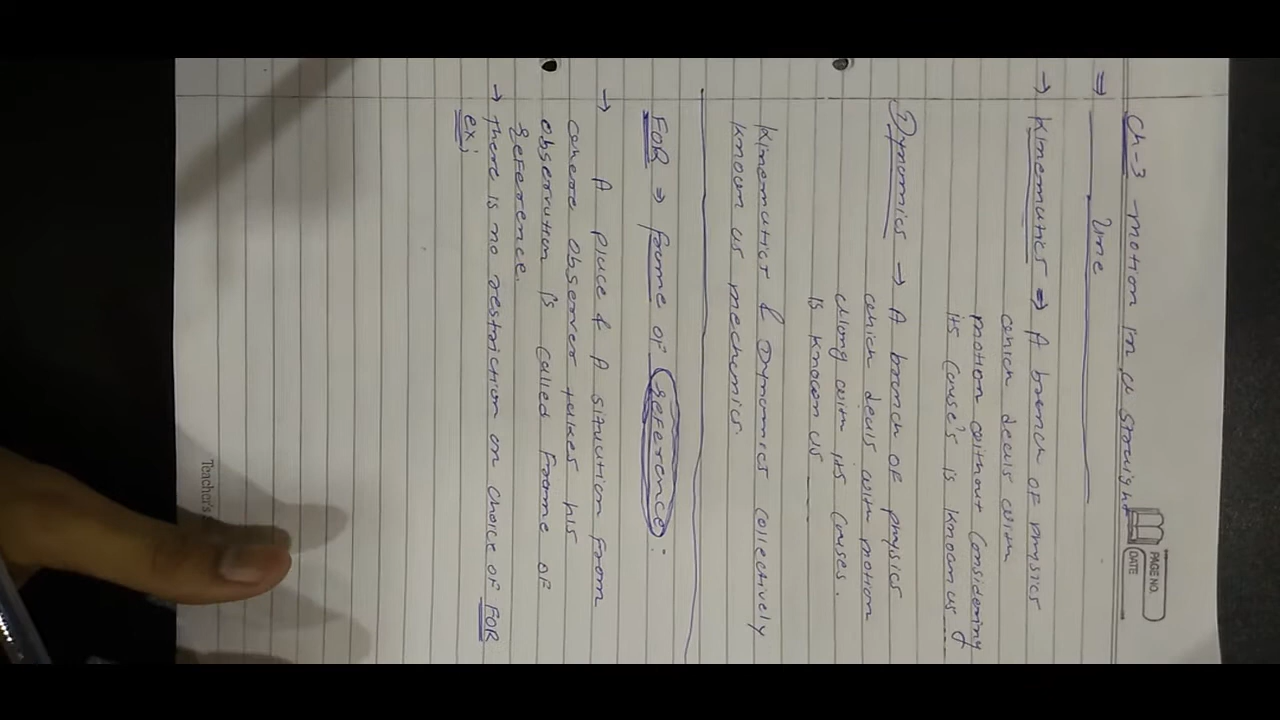 PAGE NO.
DATE
Ch-3 motion in a straight
⇒ line
→ Kinematics ⇒ A branch of physics
which deals with
motion without considering
its cause's is known as
Dynamics → A branch of physics
which deals with motion
along with its causes.
is known as
Kinematics & Dynamics collectively
known as mechanics.
FOR ⇒ frame of reference:
→ A place & A sitution from
where observer takes his
observation is called frame of
reference.
→ there is no restriction on choice of FOR
ex;
Teacher's